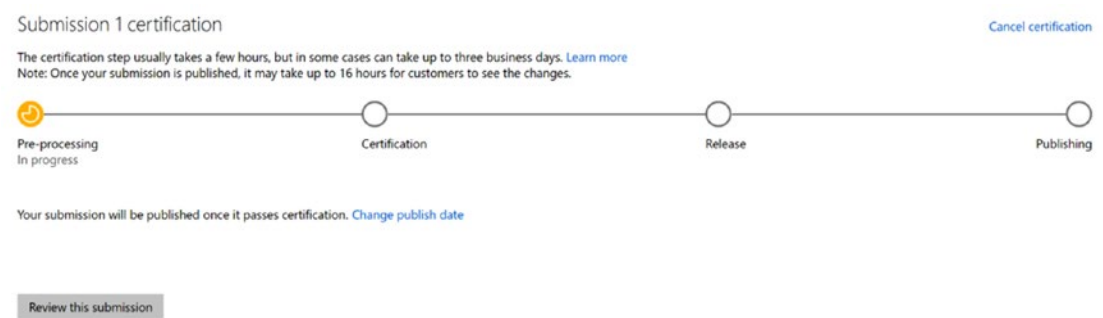 Submission 1 certification
Cancel certification
The certification step usually takes a few hours, but in some cases can take up to three business days. Learn more
Note: Once your submission is published, it may take up to 16 hours for customers to see the changes.
Pre-processing
In progress
Certification
Release
Publishing
Your submission will be published once it passes certification. Change publish date
Review this submission